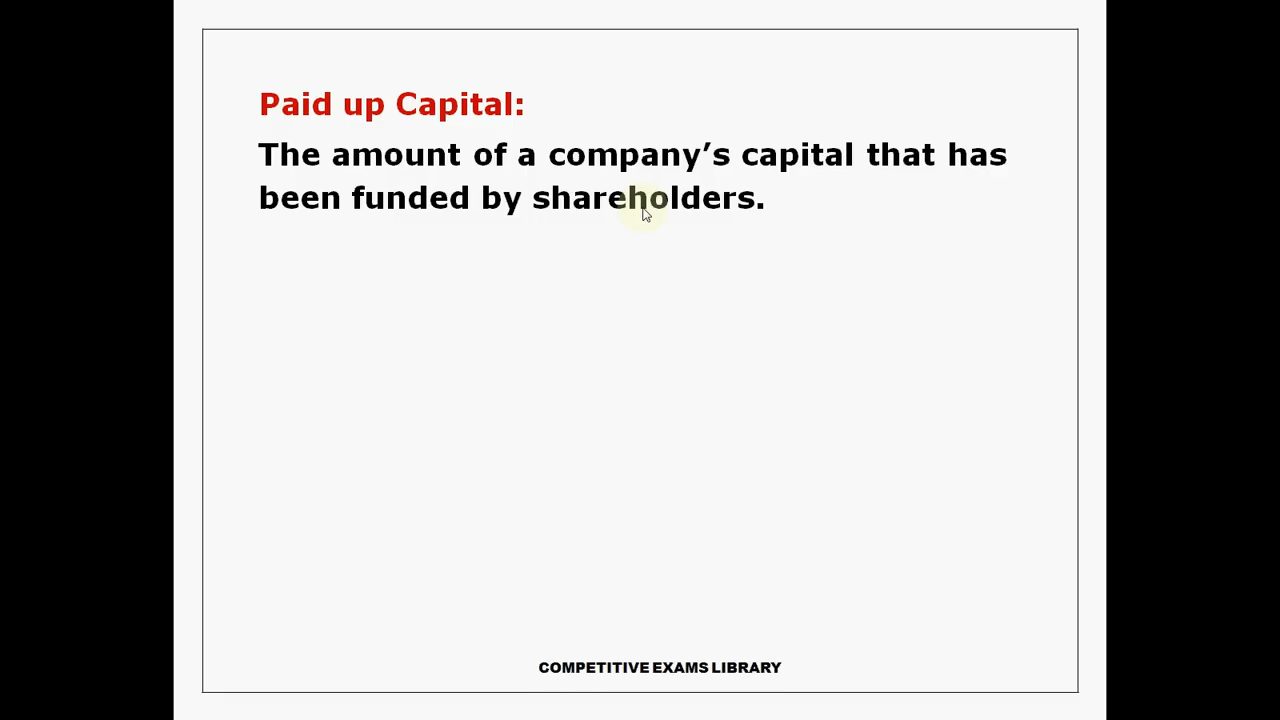 Paid up Capital:
The amount of a company’s capital that has
been funded by shareholders.
COMPETITIVE EXAMS LIBRARY